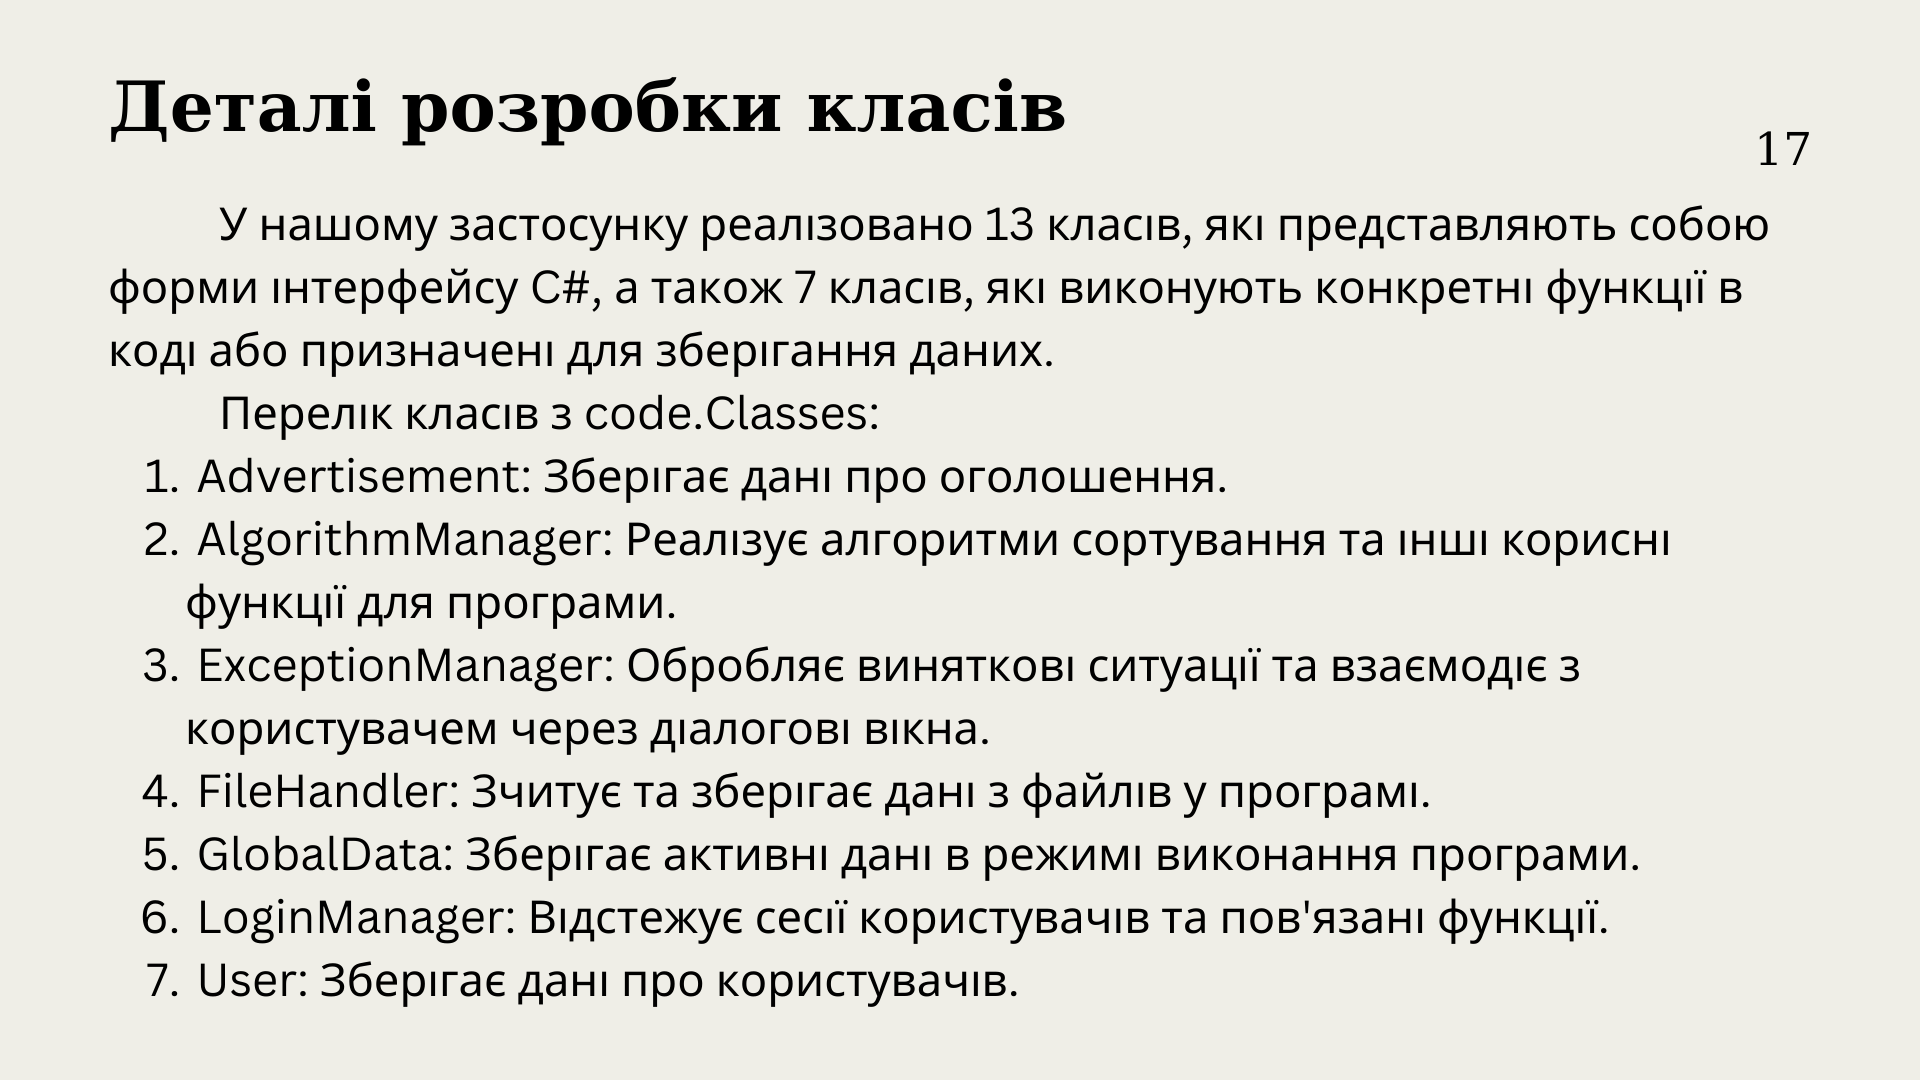 Деталі розробки класів
17
У нашому застосунку реалізовано 13 класів, які представляють собою
форми інтерфейсу C#, а також 7 класів, які виконують конкретні функції в
коді або призначені для зберігання даних.
Перелік класів з code.Classes:
1. Advertisement: Зберігає дані про оголошення.
2. AlgorithmManager: Реалізує алгоритми сортування та інші корисні
функції для програми.
3. ExceptionManager: Обробляє виняткові ситуації та взаємодіє з
користувачем через діалогові вікна.
4. FileHandler: Зчитує та зберігає дані з файлів у програмі.
5. GlobalData: Зберігає активні дані в режимі виконання програми.
6. LoginManager: Відстежує сесії користувачів та пов'язані функції.
7. User: Зберігає дані про користувачів.